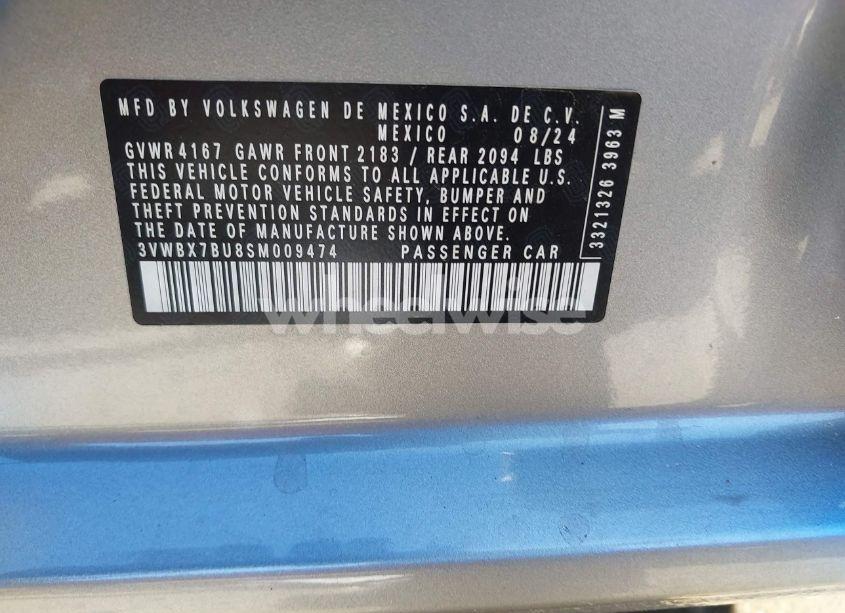 MFD BY VOLKSWAGEN DE MEXICO S.A. DE C.V.
MEXICO 08/24
GVWR 4167 GAWR FRONT 2183 / REAR 2094 LBS
THIS VEHICLE CONFORMS TO ALL APPLICABLE U.S.
FEDERAL MOTOR VEHICLE SAFETY, BUMPER AND
THEFT PREVENTION STANDARDS IN EFFECT ON
THE DATE OF MANUFACTURE SHOWN ABOVE.
3VWBX7BU8SM009474 PASSENGER CAR
3321326 3963 M
wheelwise